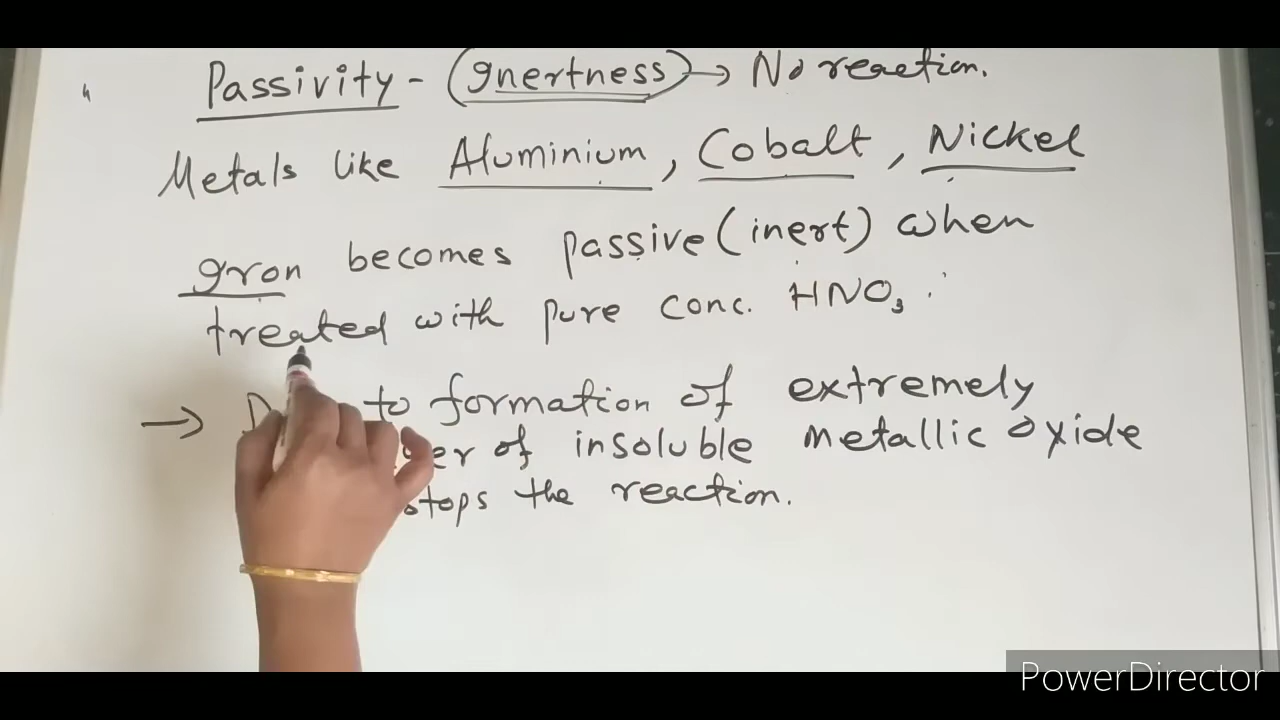 Passivity - (Inertness) → No reaction.
Metals like Aluminium, Cobalt, Nickel
Iron becomes passive (inert) when
treated with pure conc. HNO₃.
→ to formation of extremely
of insoluble metallic oxide
stops the reaction.
PowerDirector